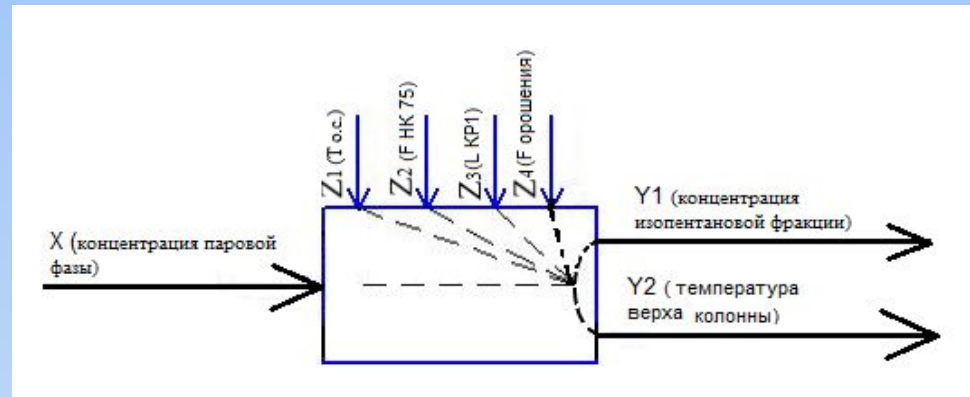 Z1 (T о.с.)
Z2 (F НК 75)
Z3 (L КР1)
Z4 (F орошения)
X (концентрация паровой
фазы)
Y1 (концентрация
изопентановой фракции)
Y2 ( температура
верха колонны)